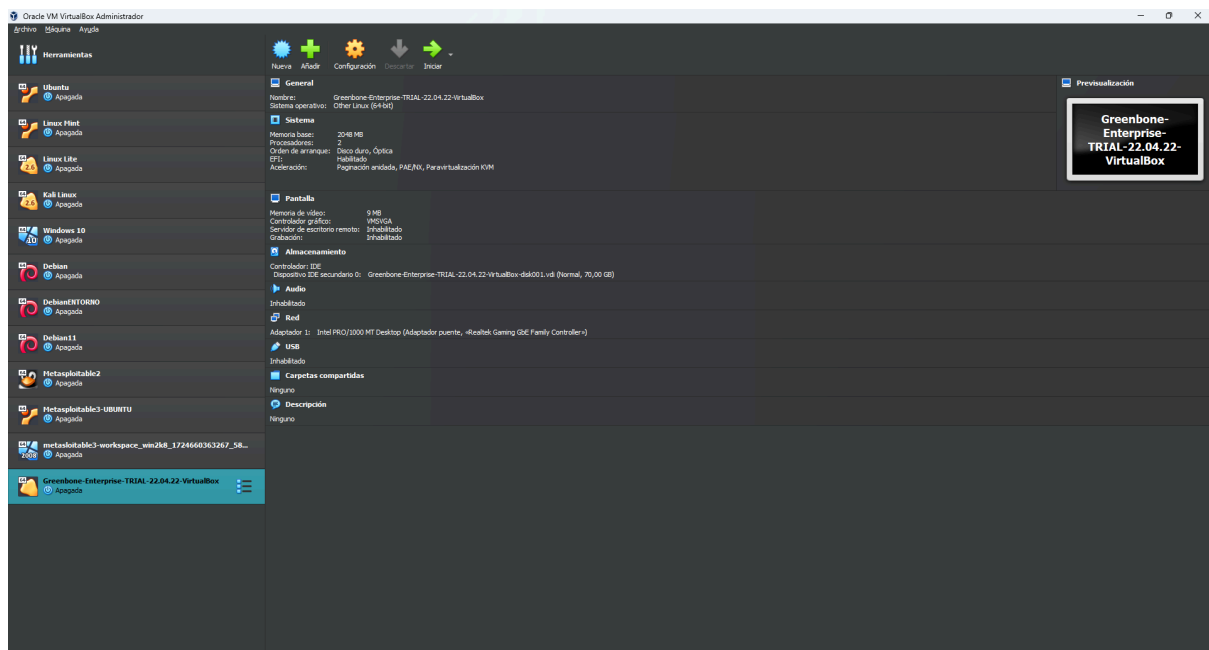 Oracle VM VirtualBox Administrador
Archivo Máquina Ayuda
Herramientas
Nueva Añadir Configuración Descartar Iniciar
Ubuntu
Apagada
Linux Mint
Apagada
Linux Lite
Apagada
Kali Linux
Apagada
Windows 10
Apagada
Debian
Apagada
DebianENTORNO
Apagada
Debian11
Apagada
Metasploitable2
Apagada
Metasploitable3-UBUNTU
Apagada
metasloitable3-workspace_win2k8_1724660363267_58...
Apagada
Greenbone-Enterprise-TRIAL-22.04.22-VirtualBox
Apagada
General
Nombre: Greenbone-Enterprise-TRIAL-22.04.22-VirtualBox
Sistema operativo: Other Linux (64-bit)
Sistema
Memoria base: 2048 MB
Procesadores: 2
Orden de arranque: Disco duro, Óptica
EFI: Habilitado
Aceleración: Paginación anidada, PAE/NX, Paravirtualización KVM
Pantalla
Memoria de vídeo: 9 MB
Controlador gráfico: VMSVGA
Servidor de escritorio remoto: Inhabilitado
Grabación: Inhabilitado
Almacenamiento
Controlador: IDE
Dispositivo IDE secundario 0: Greenbone-Enterprise-TRIAL-22.04.22-VirtualBox-disk001.vdi (Normal, 70,00 GB)
Audio
Inhabilitado
Red
Adaptador 1: Intel PRO/1000 MT Desktop (Adaptador puente, «Realtek Gaming GbE Family Controller»)
USB
Inhabilitado
Carpetas compartidas
Ninguno
Descripción
Ninguno
Previsualización
Greenbone-
Enterprise-
TRIAL-22.04.22-
VirtualBox